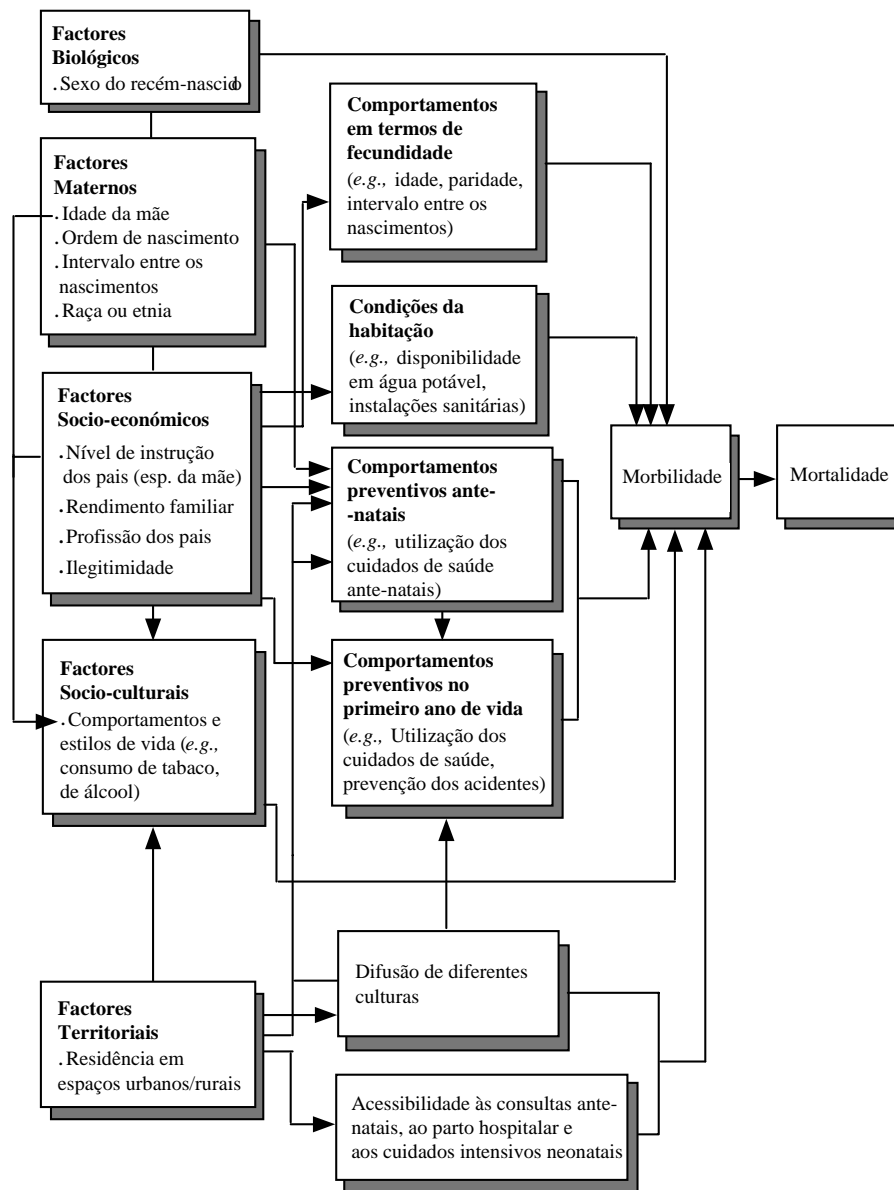 Factores
Biológicos
.Sexo do recém-nascido
Factores
Maternos
.Idade da mãe
.Ordem de nascimento
.Intervalo entre os
nascimentos
.Raça ou etnia
Factores
Socio-económicos
.Nível de instrução
dos pais (esp. da mãe)
.Rendimento familiar
.Profissão dos pais
.Ilegitimidade
Factores
Socio-culturais
.Comportamentos e
estilos de vida (e.g.,
consumo de tabaco,
de álcool)
Factores
Territoriais
.Residência em
espaços urbanos/rurais
Comportamentos
em termos de
fecundidade
(e.g., idade, paridade,
intervalo entre os
nascimentos)
Condições da
habitação
(e.g., disponibilidade
em água potável,
instalações sanitárias)
Comportamentos
preventivos ante-
-natais
(e.g., utilização dos
cuidados de saúde
ante-natais)
Comportamentos
preventivos no
primeiro ano de vida
(e.g., Utilização dos
cuidados de saúde,
prevenção dos acidentes)
Difusão de diferentes
culturas
Acessibilidade às consultas ante-
natais, ao parto hospitalar e
aos cuidados intensivos neonatais
Morbilidade
Mortalidade